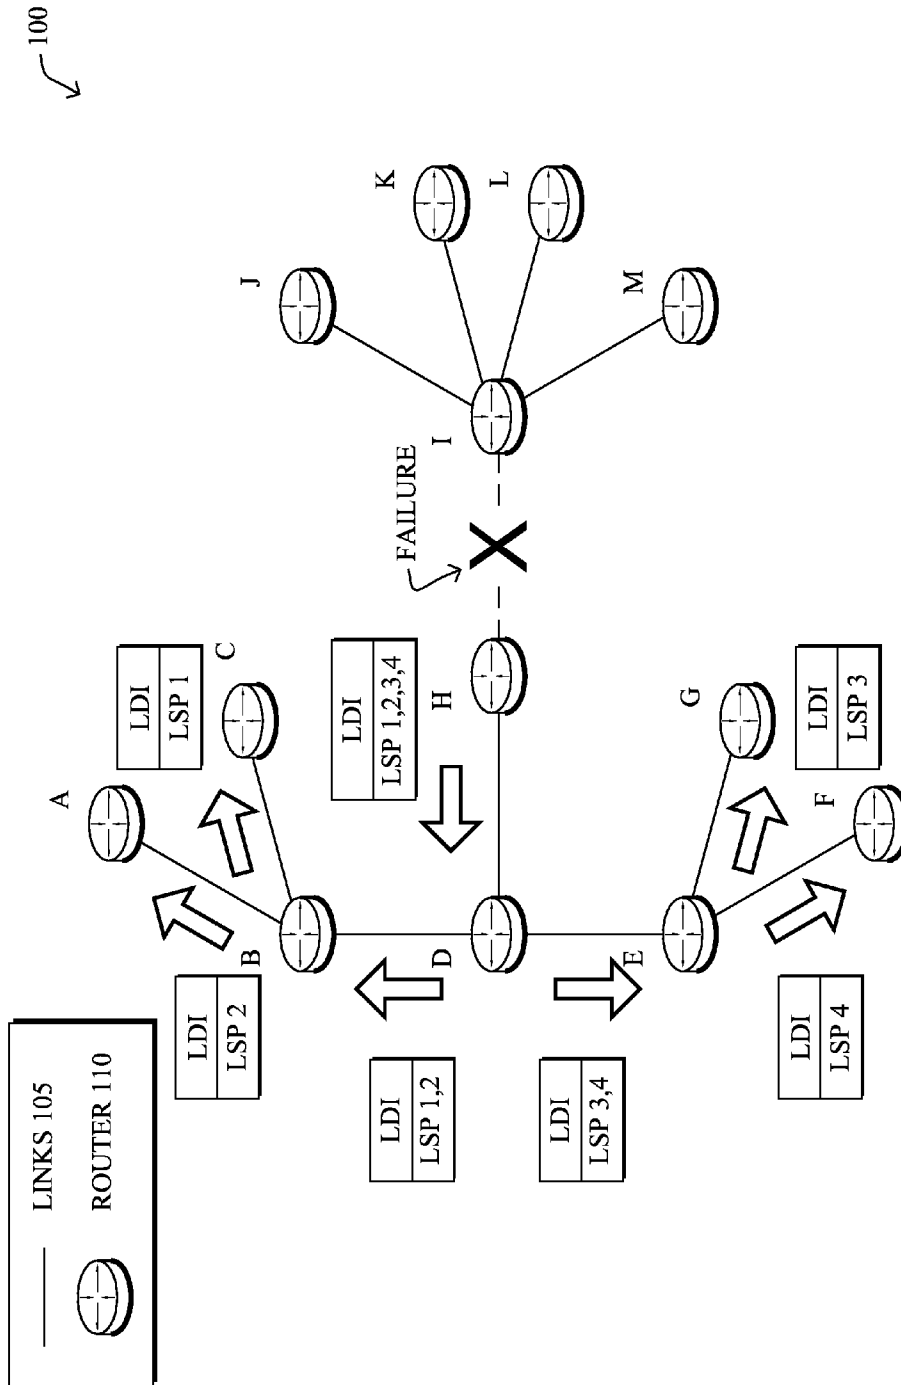 100
LINKS 105
ROUTER 110
A
LDI
LSP 2
B
LDI
LSP 1
C
LDI
LSP 1,2
D
LDI
LSP 1,2,3,4
H
FAILURE
I
J
K
L
M
LDI
LSP 3,4
E
G
LDI
LSP 3
F
LDI
LSP 4